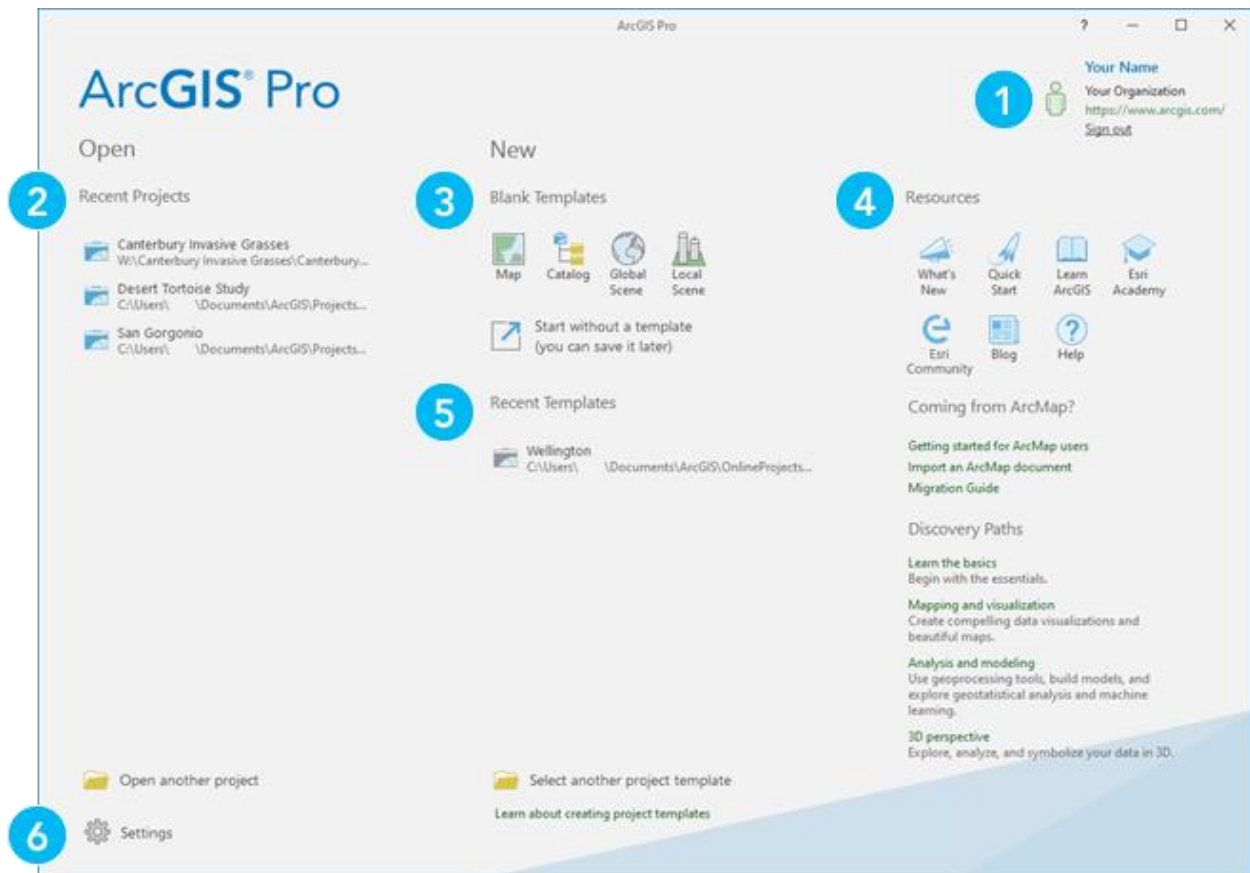 ArcGIS Pro
?
ArcGIS® Pro
1
Your Name
Your Organization
https://www.arcgis.com/
Sign out
Open
2
Recent Projects
Canterbury Invasive Grasses
W:\Canterbury Invasive Grasses\Canterbury...
Desert Tortoise Study
C:\Users\ \Documents\ArcGIS\Projects...
San Gorgonio
C:\Users\ \Documents\ArcGIS\Projects...
Open another project
6
Settings
New
3
Blank Templates
Map
Catalog
Global
Scene
Local
Scene
Start without a template
(you can save it later)
5
Recent Templates
Wellington
C:\Users\ \Documents\ArcGIS\OnlineProjects...
Select another project template
Learn about creating project templates
4
Resources
What's
New
Quick
Start
Learn
ArcGIS
Esri
Academy
Esri
Community
Blog
Help
Coming from ArcMap?
Getting started for ArcMap users
Import an ArcMap document
Migration Guide
Discovery Paths
Learn the basics
Begin with the essentials.
Mapping and visualization
Create compelling data visualizations and
beautiful maps.
Analysis and modeling
Use geoprocessing tools, build models, and
explore geostatistical analysis and machine
learning.
3D perspective
Explore, analyze, and symbolize your data in 3D.